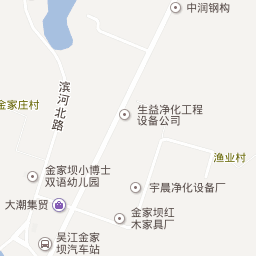 中润钢构
滨河北路
金家庄村
生益净化工程
设备公司
渔业村
金家坝小博士
双语幼儿园
宇晨净化设备厂
大潮集贸
金家坝红
木家具厂
吴江金家
坝汽车站